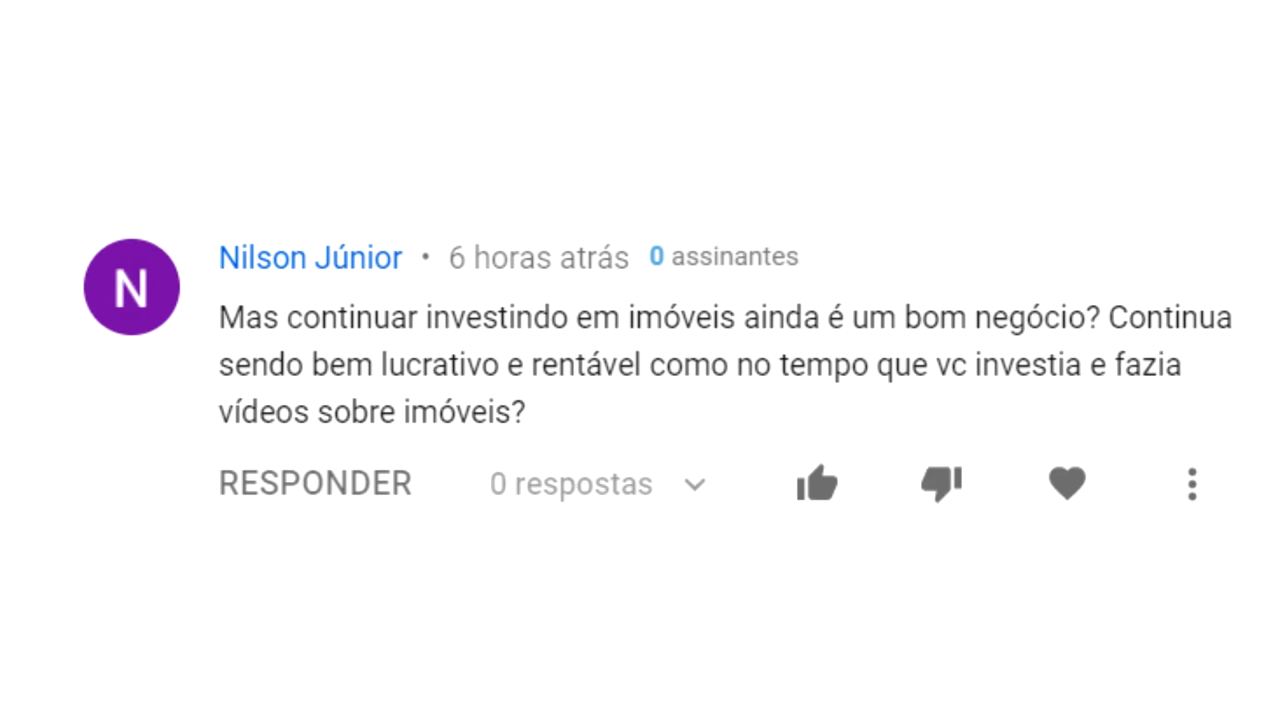 N
Nilson Júnior • 6 horas atrás 0 assinantes
Mas continuar investindo em imóveis ainda é um bom negócio? Continua
sendo bem lucrativo e rentável como no tempo que vc investia e fazia
vídeos sobre imóveis?
RESPONDER 0 respostas